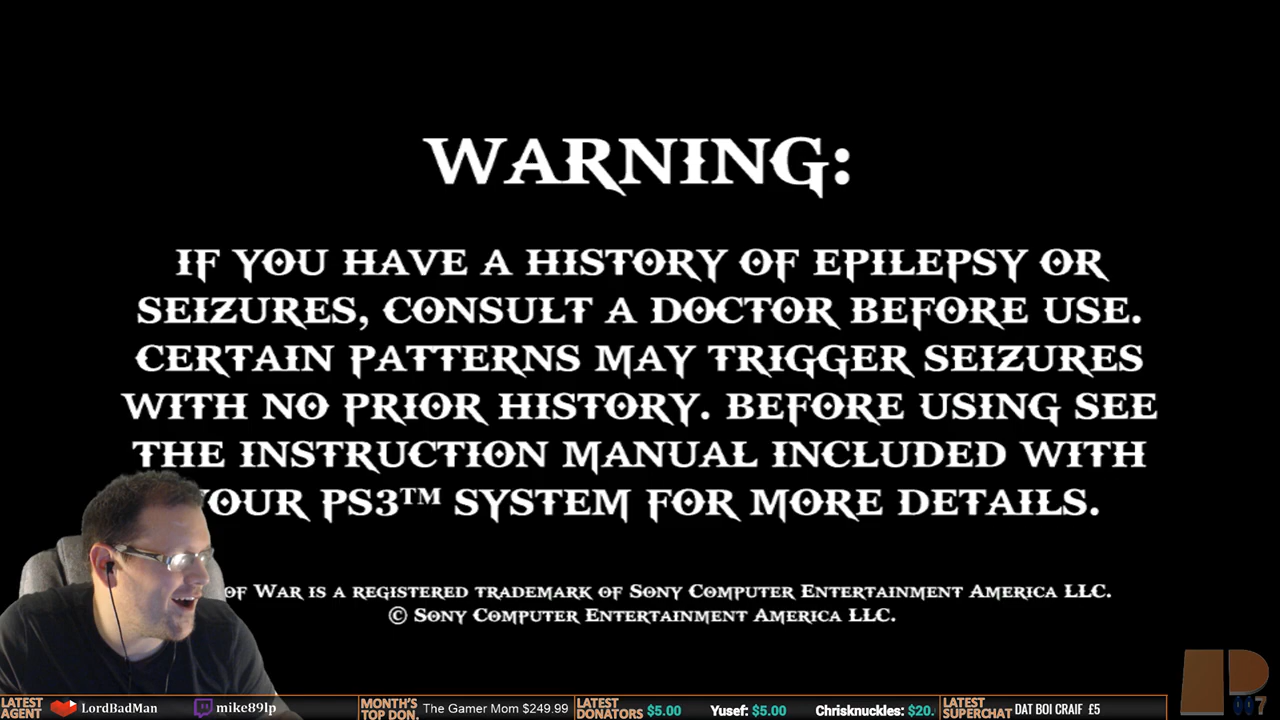 WARNING:
IF YOU HAVE A HISTORY OF EPILEPSY OR
SEIZURES, CONSULT A DOCTOR BEFORE USE.
CERTAIN PATTERNS MAY TRIGGER SEIZURES
WITH NO PRIOR HISTORY. BEFORE USING SEE
THE INSTRUCTION MANUAL INCLUDED WITH
OUR PS3™ SYSTEM FOR MORE DETAILS.
OF WAR IS A REGISTERED TRADEMARK OF SONY COMPUTER ENTERTAINMENT AMERICA LLC.
© SONY COMPUTER ENTERTAINMENT AMERICA LLC.
LATEST AGENT LordBadMan mike89lp MONTH'S TOP DON. The Gamer Mom $249.99 LATEST DONATORS $5.00 Yusef: $5.00 Chrisknuckles: $20. LATEST SUPERCHAT DAT BOI CRAIF £5